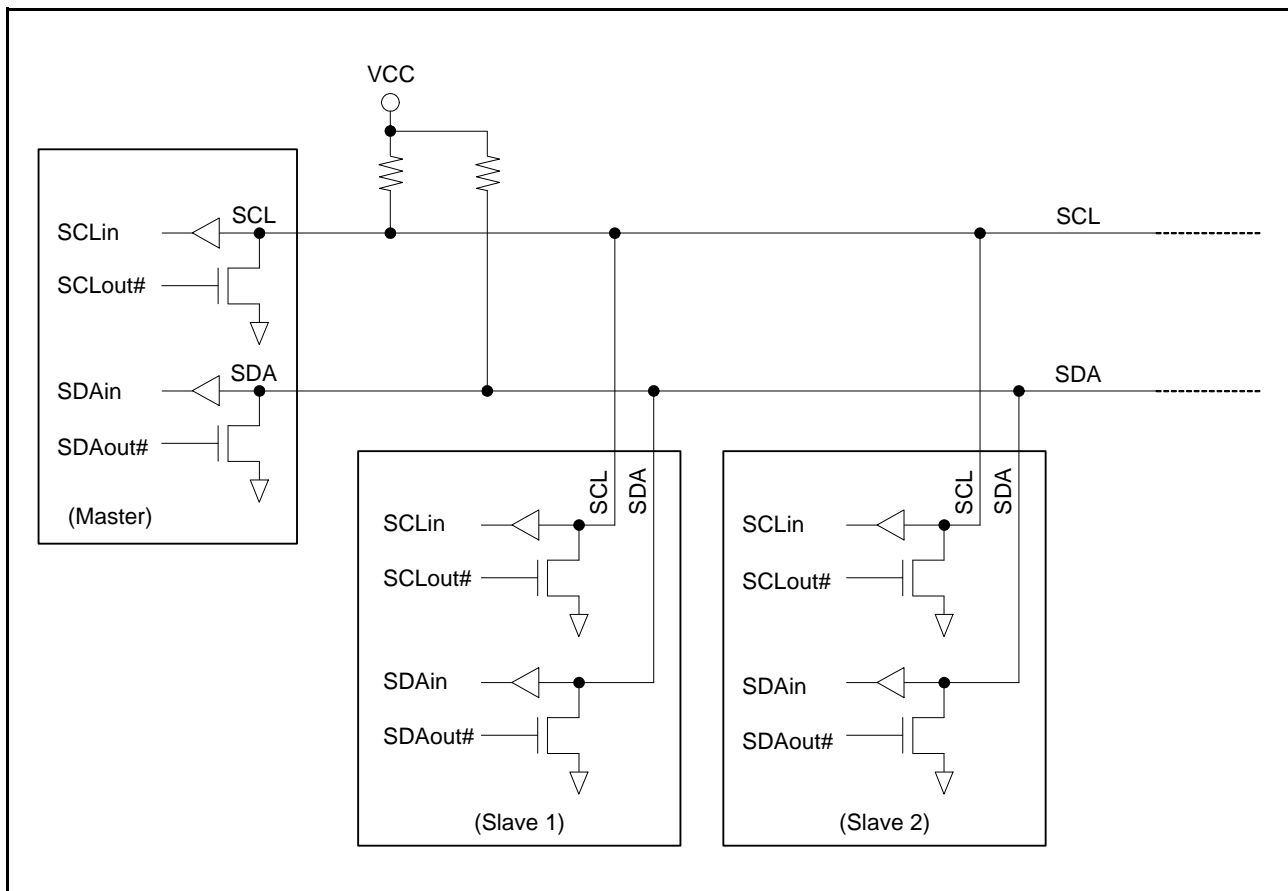 VCC
SCL
SCLin
SCLout#
SDA
SDAin
SDAout#
(Master)
SCL
SDA
SCL
SDA
SCLin
SCLout#
SDAin
SDAout#
(Slave 1)
SCL
SDA
SCLin
SCLout#
SDAin
SDAout#
(Slave 2)